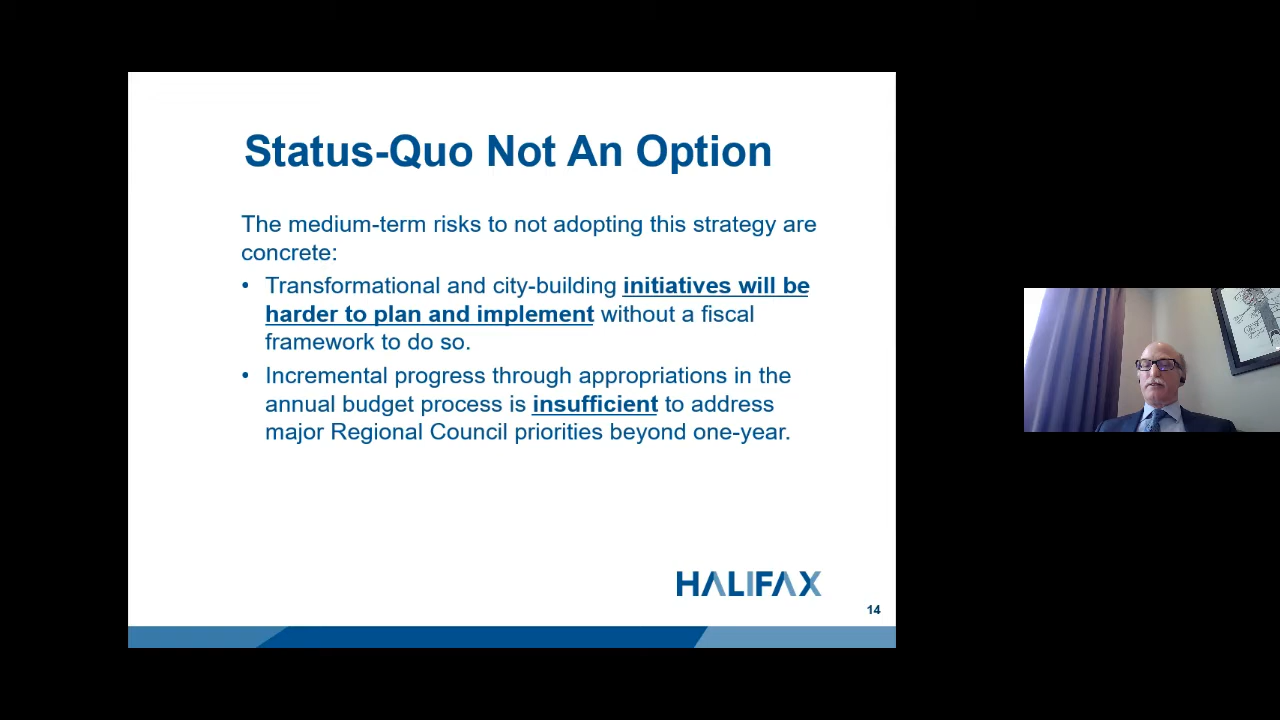 Status-Quo Not An Option
The medium-term risks to not adopting this strategy are
concrete:
• Transformational and city-building initiatives will be
harder to plan and implement without a fiscal
framework to do so.
• Incremental progress through appropriations in the
annual budget process is insufficient to address
major Regional Council priorities beyond one-year.
HALIFAX
14